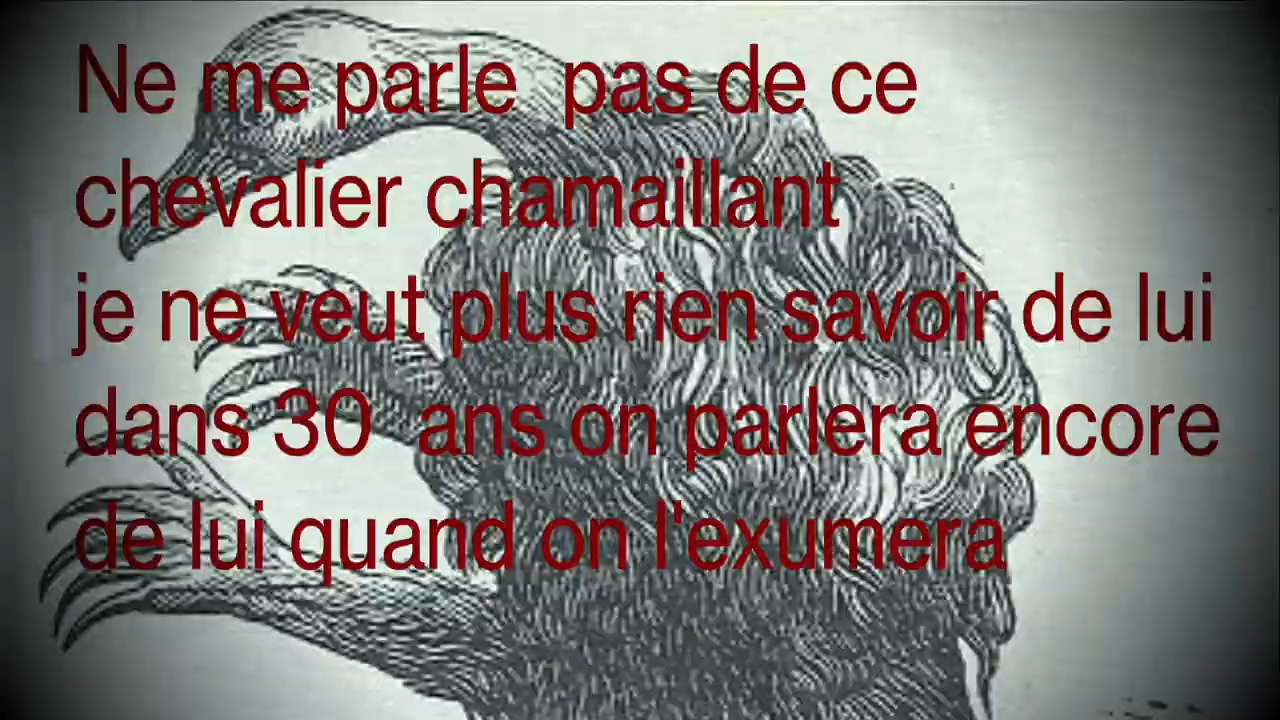 Ne me parle  pas de ce
chevalier chamaillant
je ne veut plus rien savoir de lui
dans 30  ans on parlera encore
de lui quand on l'exumera